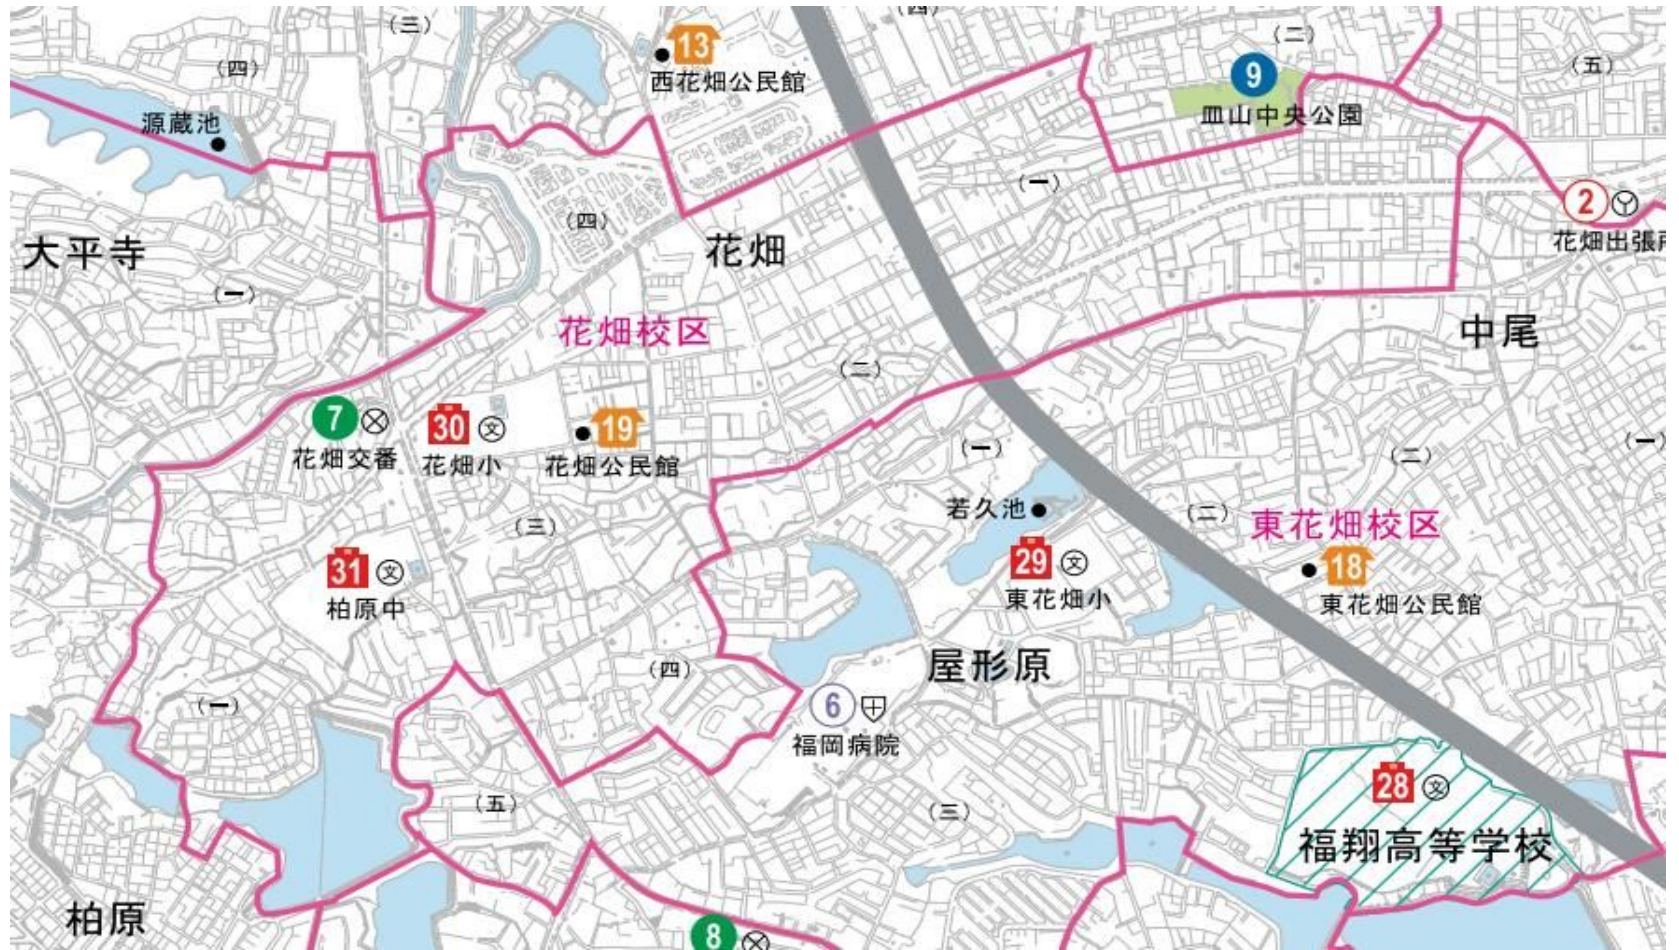 (三)
(四)
(四)
(二)
(五)
13
西花畑公民館
9
皿山中央公園
源蔵池
(一)
(四)
2
花畑出張
大平寺
花畑
(一)
花畑校区
中尾
(二)
7
花畑交番
30
花畑小
19
花畑公民館
(一)
(二)
(一)
若久池
(二)
東花畑校区
(三)
31
柏原中
29
東花畑小
18
東花畑公民館
(四)
屋形原
(一)
6
福岡病院
28
福翔高等学校
(五)
(三)
柏原
8